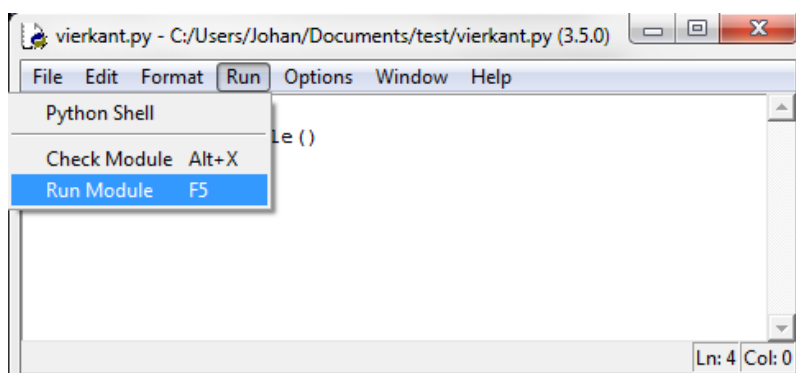 vierkant.py - C:/Users/Johan/Documents/test/vierkant.py (3.5.0)
File Edit Format Run Options Window Help
Python Shell
le()
Check Module Alt+X
Run Module F5
Ln: 4 Col: 0